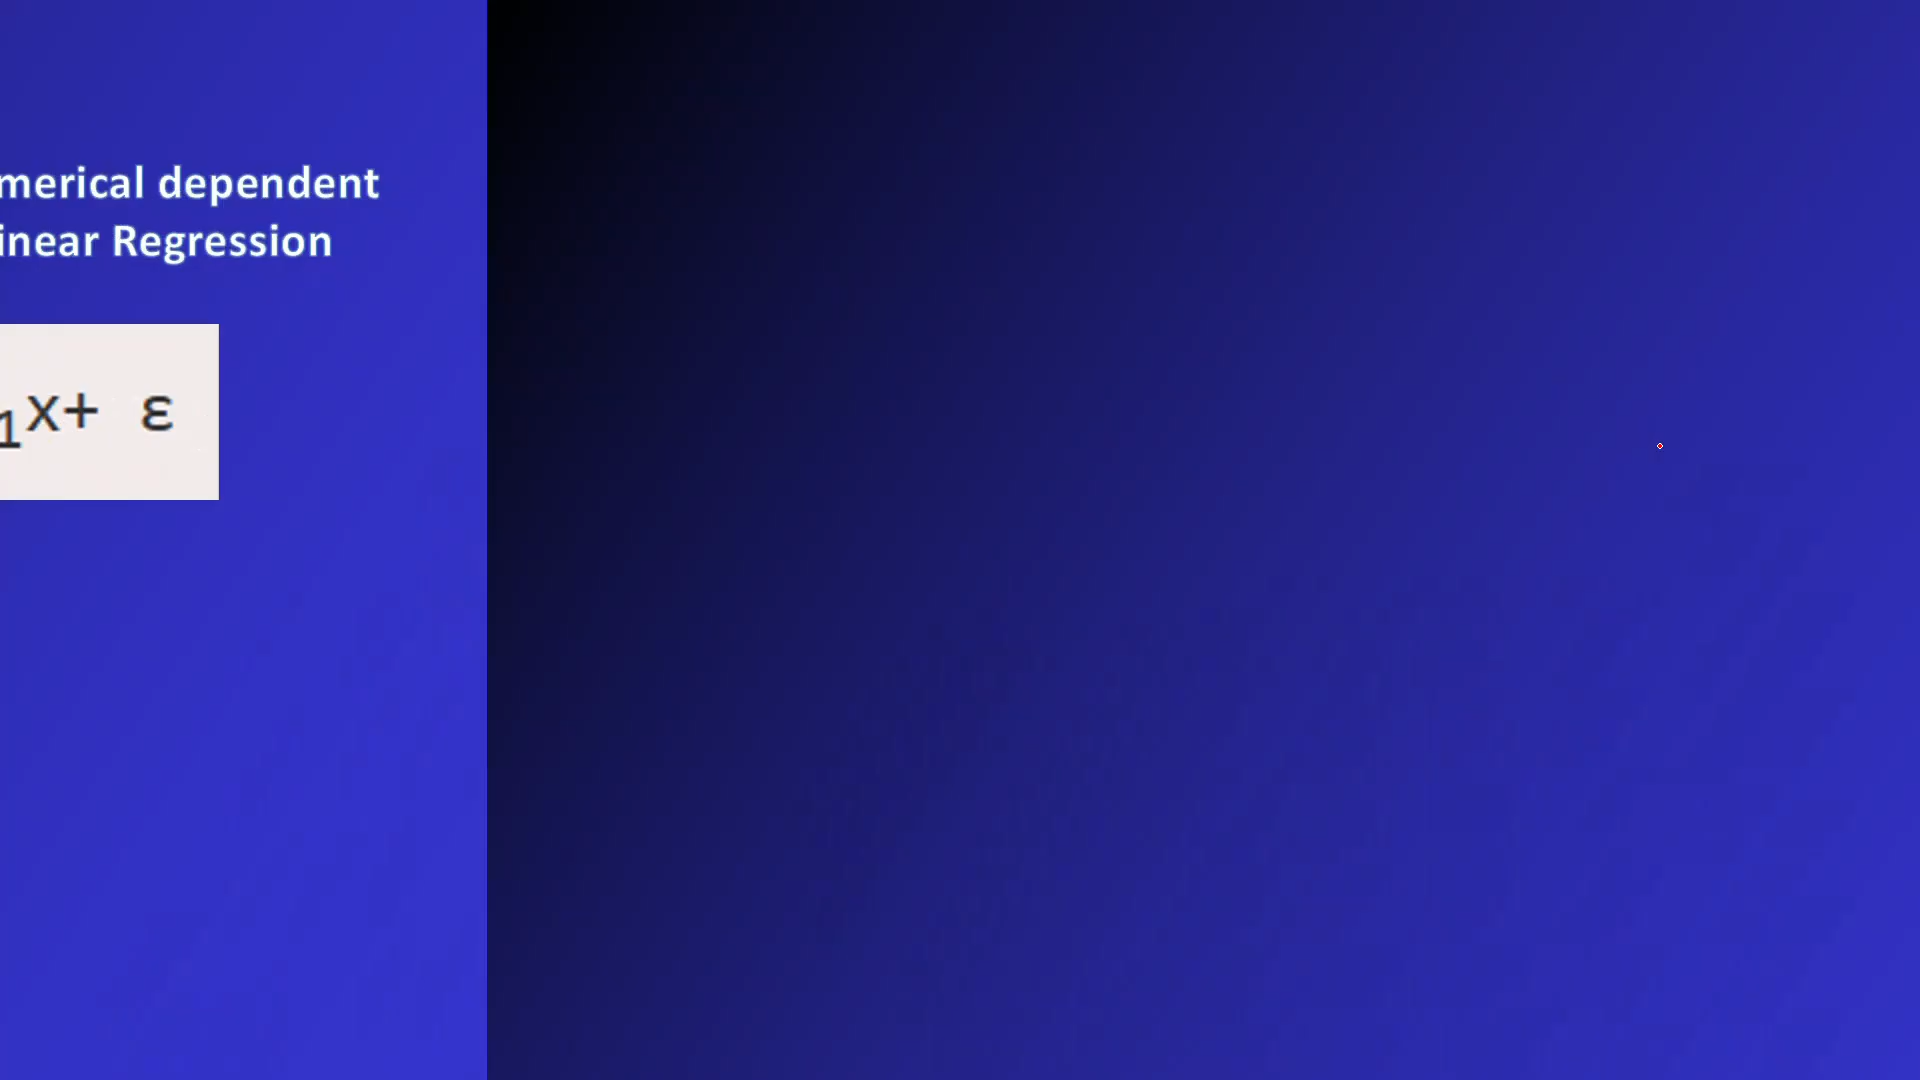 merical dependent
inear Regression
₁x+ ε